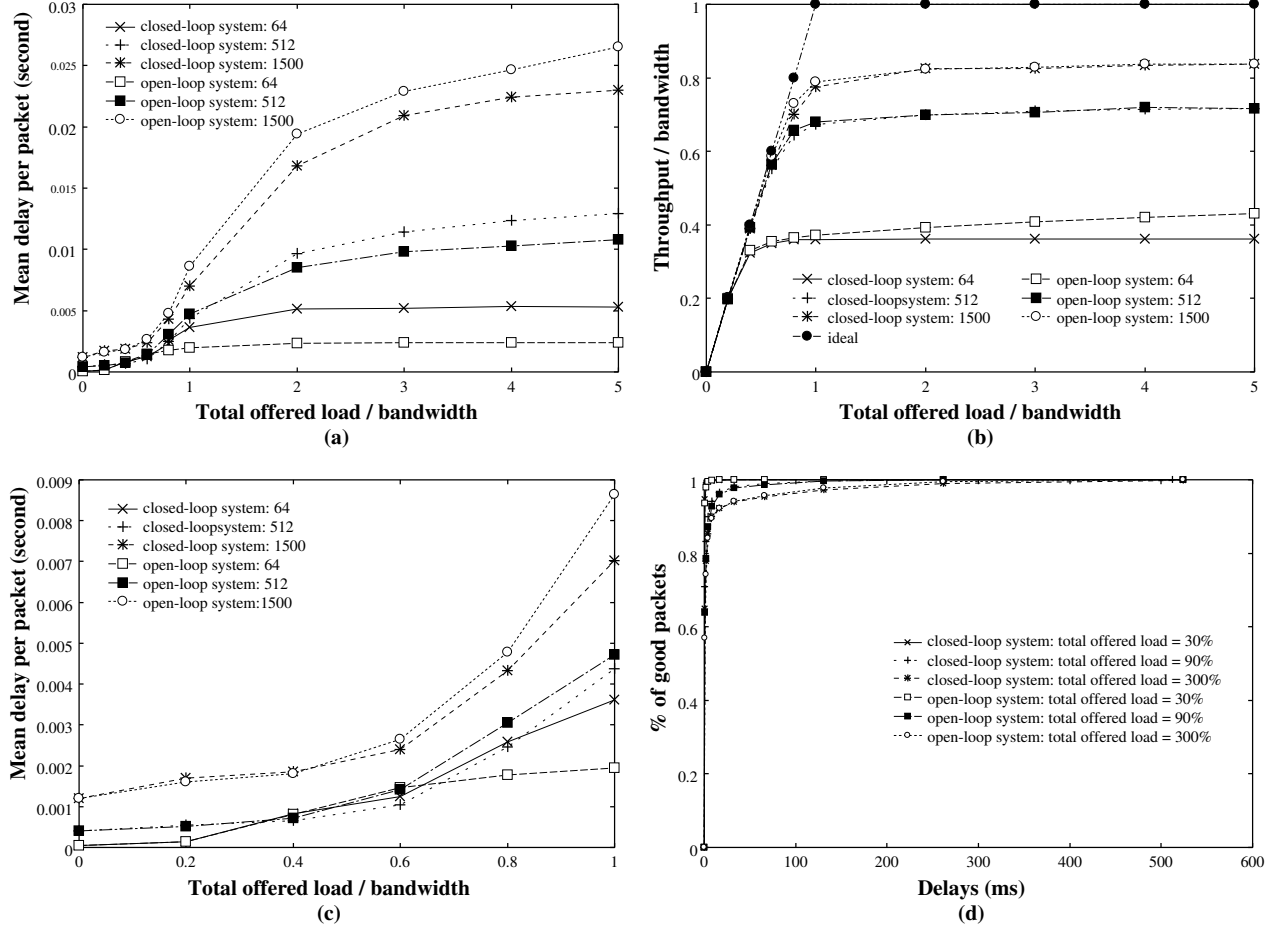 0.03
0.025
0.02
0.015
0.01
0.005
0
Mean delay per packet (second)
closed-loop system: 64
closed-loop system: 512
closed-loop system: 1500
open-loop system: 64
open-loop system: 512
open-loop system: 1500
0 1 2 3 4 5
Total offered load / bandwidth
(a)
1
0.8
0.6
0.4
0.2
0
Throughput / bandwidth
closed-loop system: 64
closed-loopsystem: 512
closed-loop system: 1500
ideal
open-loop system: 64
open-loop system: 512
open-loop system: 1500
0 1 2 3 4 5
Total offered load / bandwidth
(b)
0.009
0.008
0.007
0.006
0.005
0.004
0.003
0.002
0.001
0
Mean delay per packet (second)
closed-loop system: 64
closed-loopsystem: 512
closed-loop system: 1500
open-loop system: 64
open-loop system: 512
open-loop system:1500
0 0.2 0.4 0.6 0.8 1
Total offered load / bandwidth
(c)
1
0.8
0.6
0.4
0.2
0
% of good packets
closed-loop system: total offered load = 30%
closed-loop system: total offered load = 90%
closed-loop system: total offered load = 300%
open-loop system: total offered load = 30%
open-loop system: total offered load = 90%
open-loop system: total offered load = 300%
0 100 200 300 400 500 600
Delays (ms)
(d)